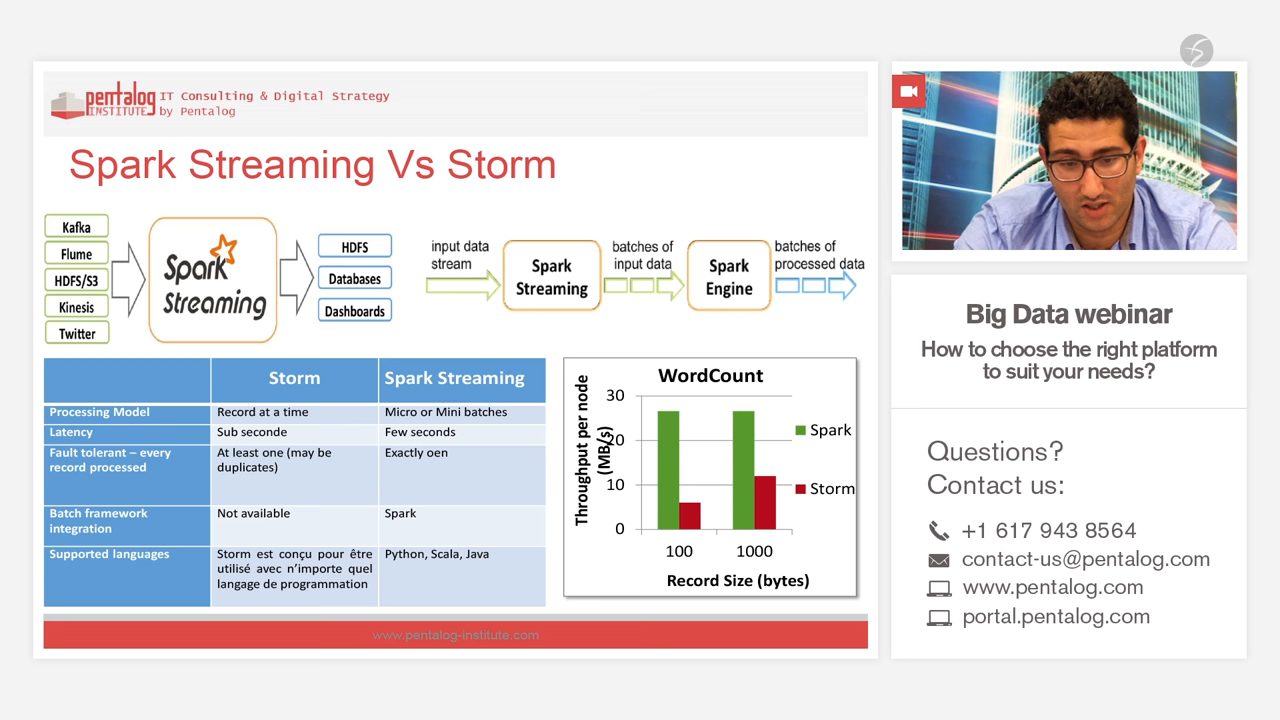 pentalog
INSTITUTE
IT Consulting & Digital Strategy
by Pentalog
Spark Streaming Vs Storm
Kafka
Flume
HDFS/S3
Kinesis
Twitter
Spark
Streaming
HDFS
Databases
Dashboards
input data
stream
Spark
Streaming
batches of
input data
Spark
Engine
batches of
processed data
Storm
Spark Streaming
Processing Model
Record at a time
Micro or Mini batches
Latency
Sub seconde
Few seconds
Fault tolerant – every
record processed
At least one (may be
duplicates)
Exactly oen
Batch framework
integration
Not available
Spark
Supported languages
Storm est conçu pour être
utilisé avec n'importe quel
langage de programmation
Python, Scala, Java
WordCount
Throughput per node
(MB/s)
30
20
10
0
100
1000
Record Size (bytes)
Spark
Storm
www.pentalog-institute.com
Big Data webinar
How to choose the right platform
to suit your needs?
Questions?
Contact us:
+1 617 943 8564
contact-us@pentalog.com
www.pentalog.com
portal.pentalog.com